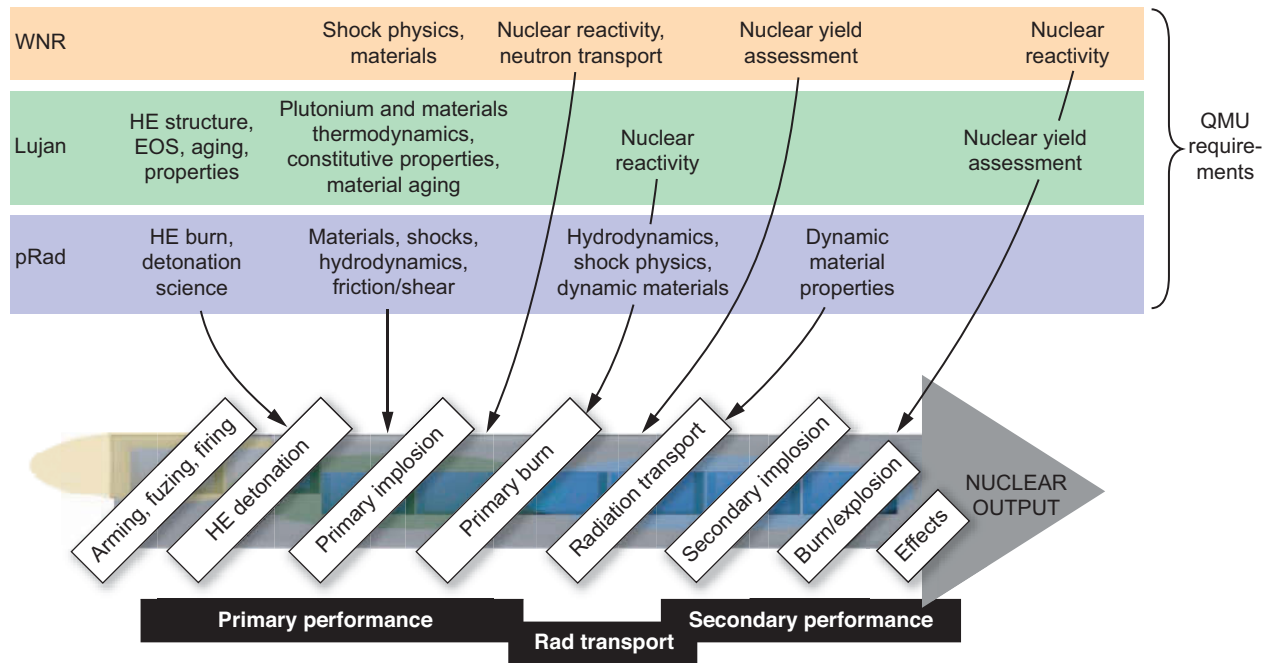 WNR
Shock physics,
materials
Nuclear reactivity,
neutron transport
Nuclear yield
assessment
Nuclear
reactivity
Lujan
HE structure,
EOS, aging,
properties
Plutonium and materials
thermodynamics,
constitutive properties,
material aging
Nuclear
reactivity
Nuclear yield
assessment
QMU
require-
ments
pRad
HE burn,
detonation
science
Materials, shocks,
hydrodynamics,
friction/shear
Hydrodynamics,
shock physics,
dynamic materials
Dynamic
material
properties
Arming, fuzing, firing
HE detonation
Primary implosion
Primary burn
Radiation transport
Secondary implosion
Burn/explosion
Effects
NUCLEAR
OUTPUT
Primary performance
Rad transport
Secondary performance